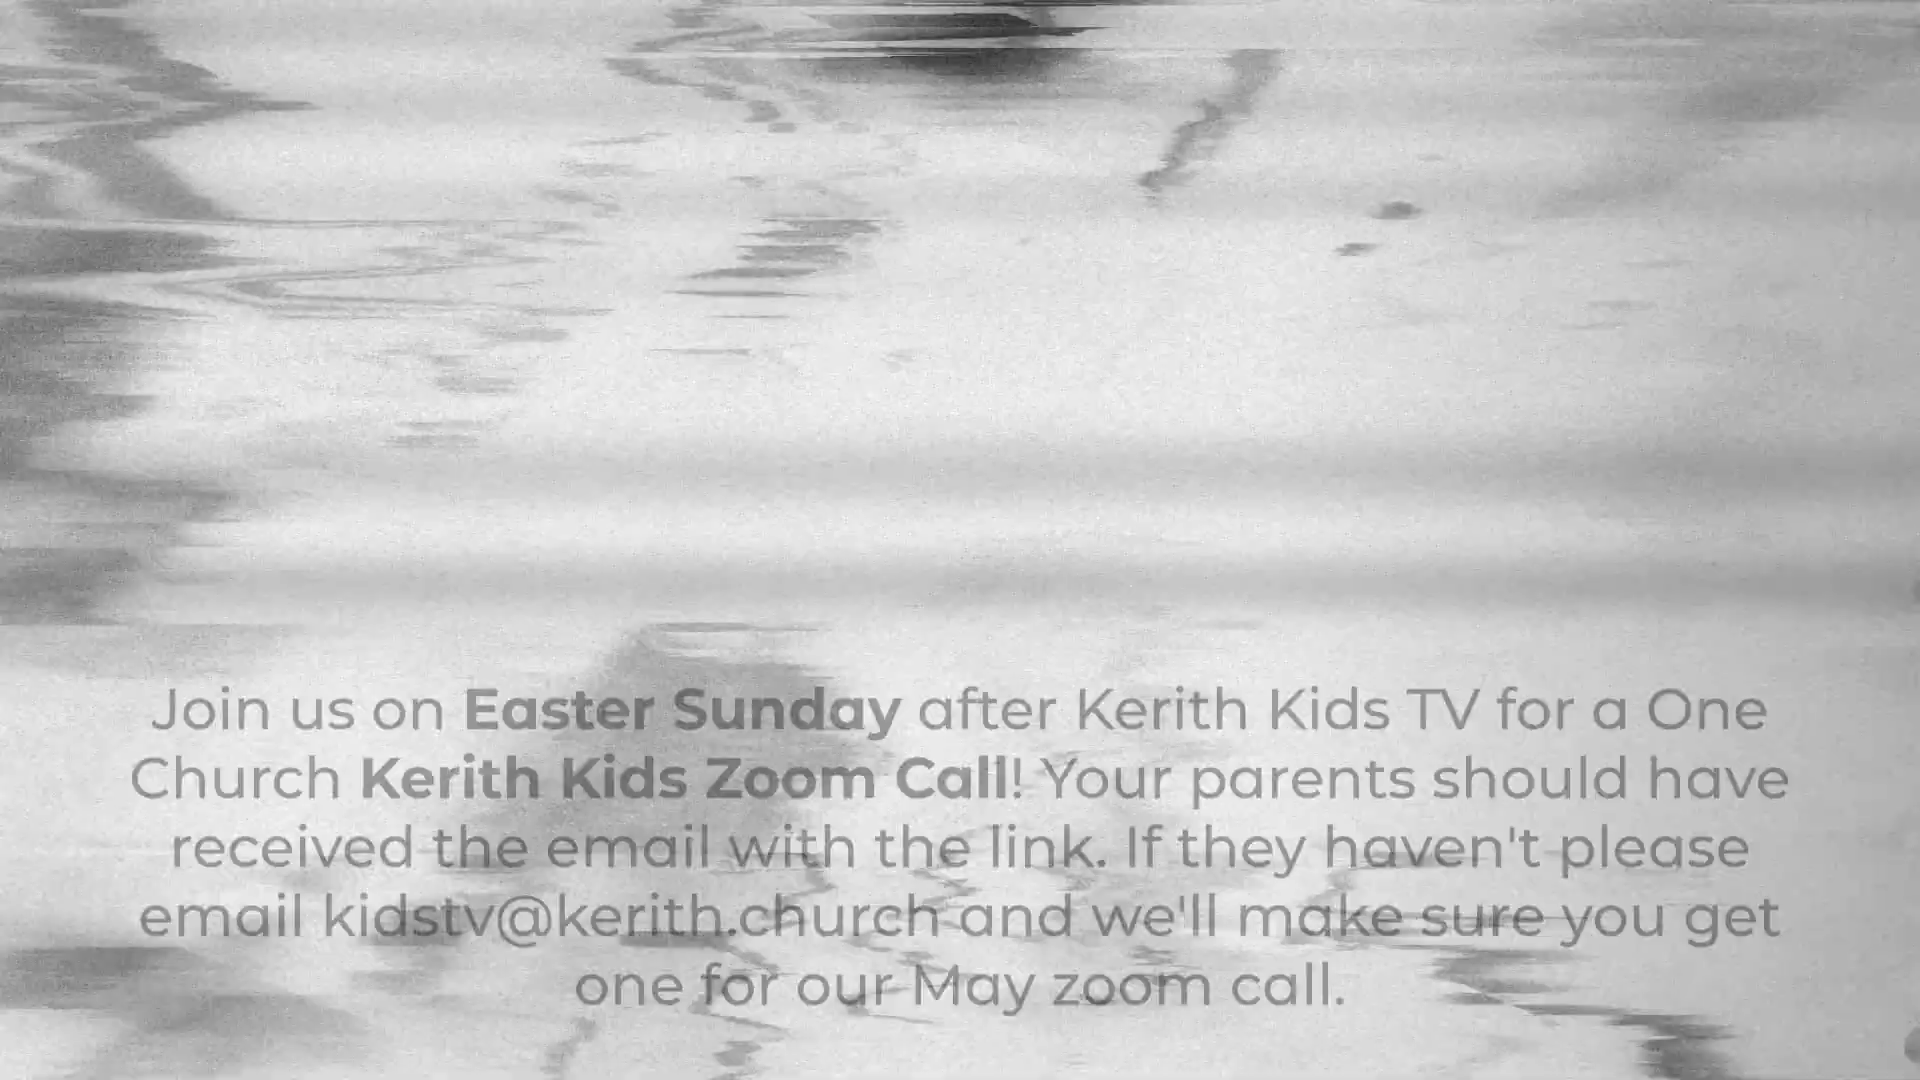 Join us on Easter Sunday after Kerith Kids TV for a One
Church Kerith Kids Zoom Call! Your parents should have
received the email with the link. If they haven't please
email kidstv@kerith.church and we'll make sure you get
one for our May zoom call.